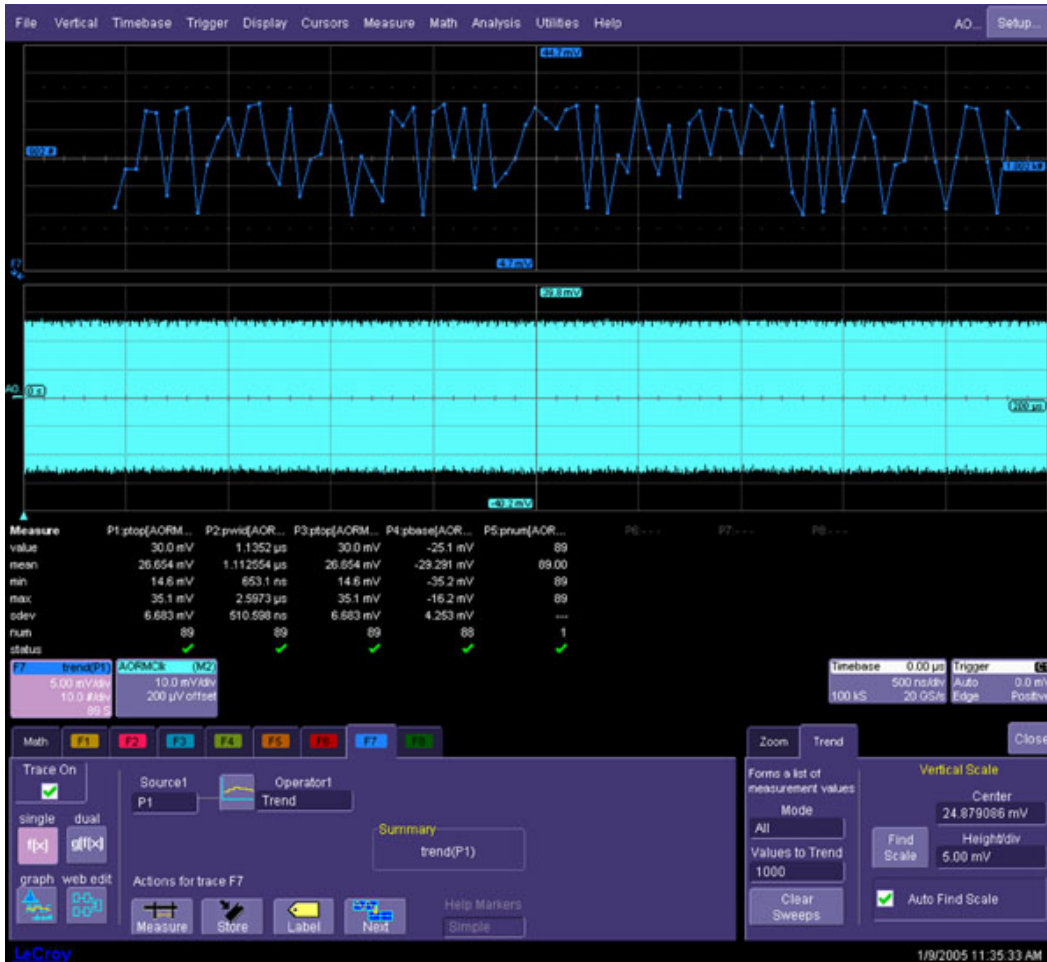 File Vertical Timebase Trigger Display Cursors Measure Math Analysis Utilities Help AO... Setup...
44.7 mV
902 #
1.002 k#
F7
4.7 mV
39.8 mV
AO... 0 s
200 µs
-40.2 mV
Measure P1:ptop[AORM... P2:pwid(AOR... P3:ptop[AORM... P4:pbase[AOR... P5:pnum[AOR... P6:--- P7:--- P8:---
value 30.0 mV 1.1352 µs 30.0 mV -25.1 mV 89
mean 26.654 mV 1.112554 µs 26.654 mV -29.291 mV 89.00
min 14.6 mV 653.1 ns 14.6 mV -35.2 mV 89
max 35.1 mV 2.5973 µs 35.1 mV -16.2 mV 89
sdev 6.683 mV 510.598 ns 6.683 mV 4.253 mV ---
num 89 89 89 88 1
status
F7 trend(P1) AORMClk (M2) Timebase 0.00 µs Trigger C1
5.00 mV/div 10.0 mV/div 500 ns/div Auto 0.0 mV
10.0 #/div 200 µV offset 100 kS 20 GS/s Edge Positive
89 S
Math F1 F2 F3 F4 F5 F6 F7 F8 Zoom Trend Close
Trace On
Source1 Operator1
P1 Trend
single dual
f(x) g(f(x))
Summary
trend(P1)
graph web edit
Actions for trace F7
Measure Store Label Next
Help Markers
Simple
Forms a list of
measurement values
Mode
All
Values to Trend
1000
Clear
Sweeps
Vertical Scale
Center
24.879086 mV
Find
Scale
Height/div
5.00 mV
Auto Find Scale
LeCroy
1/9/2005 11:35:33 AM